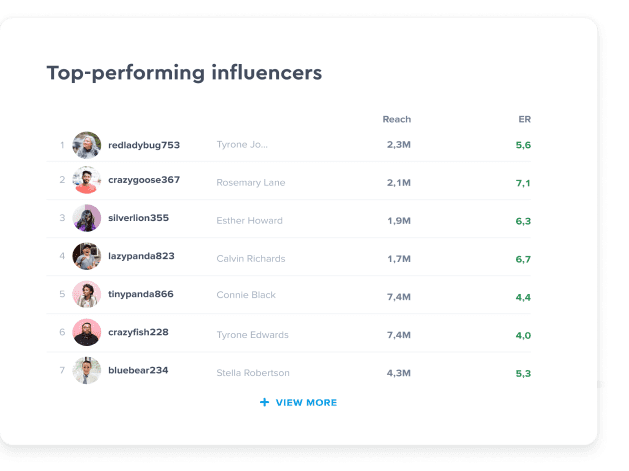 Top-performing influencers
Reach ER
1 redladybug753 Tyrone Jo... 2,3M 5,6
2 crazygoose367 Rosemary Lane 2,1M 7,1
3 silverlion355 Esther Howard 1,9M 6,3
4 lazypanda823 Calvin Richards 1,7M 6,7
5 tinypanda866 Connie Black 7,4M 4,4
6 crazyfish228 Tyrone Edwards 7,4M 4,0
7 bluebear234 Stella Robertson 4,3M 5,3
+ VIEW MORE